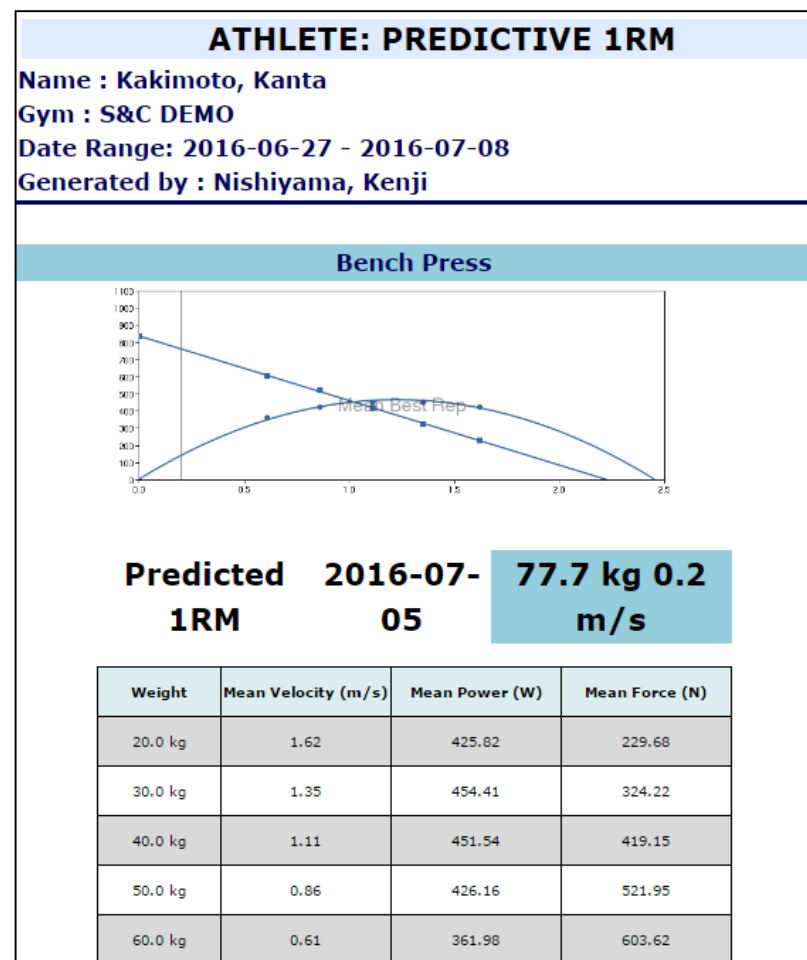 ATHLETE: PREDICTIVE 1RM
Name : Kakimoto, Kanta
Gym : S&C DEMO
Date Range: 2016-06-27 - 2016-07-08
Generated by : Nishiyama, Kenji
Bench Press
1100
1000
900
800
700
600
500
400
300
200
100
0
Mean Best Rep
0.0 0.5 1.0 1.5 2.0 2.5
Predicted 2016-07- 77.7 kg 0.2
1RM 05 m/s
Weight Mean Velocity (m/s) Mean Power (W) Mean Force (N)
20.0 kg 1.62 425.82 229.68
30.0 kg 1.35 454.41 324.22
40.0 kg 1.11 451.54 419.15
50.0 kg 0.86 426.16 521.95
60.0 kg 0.61 361.98 603.62